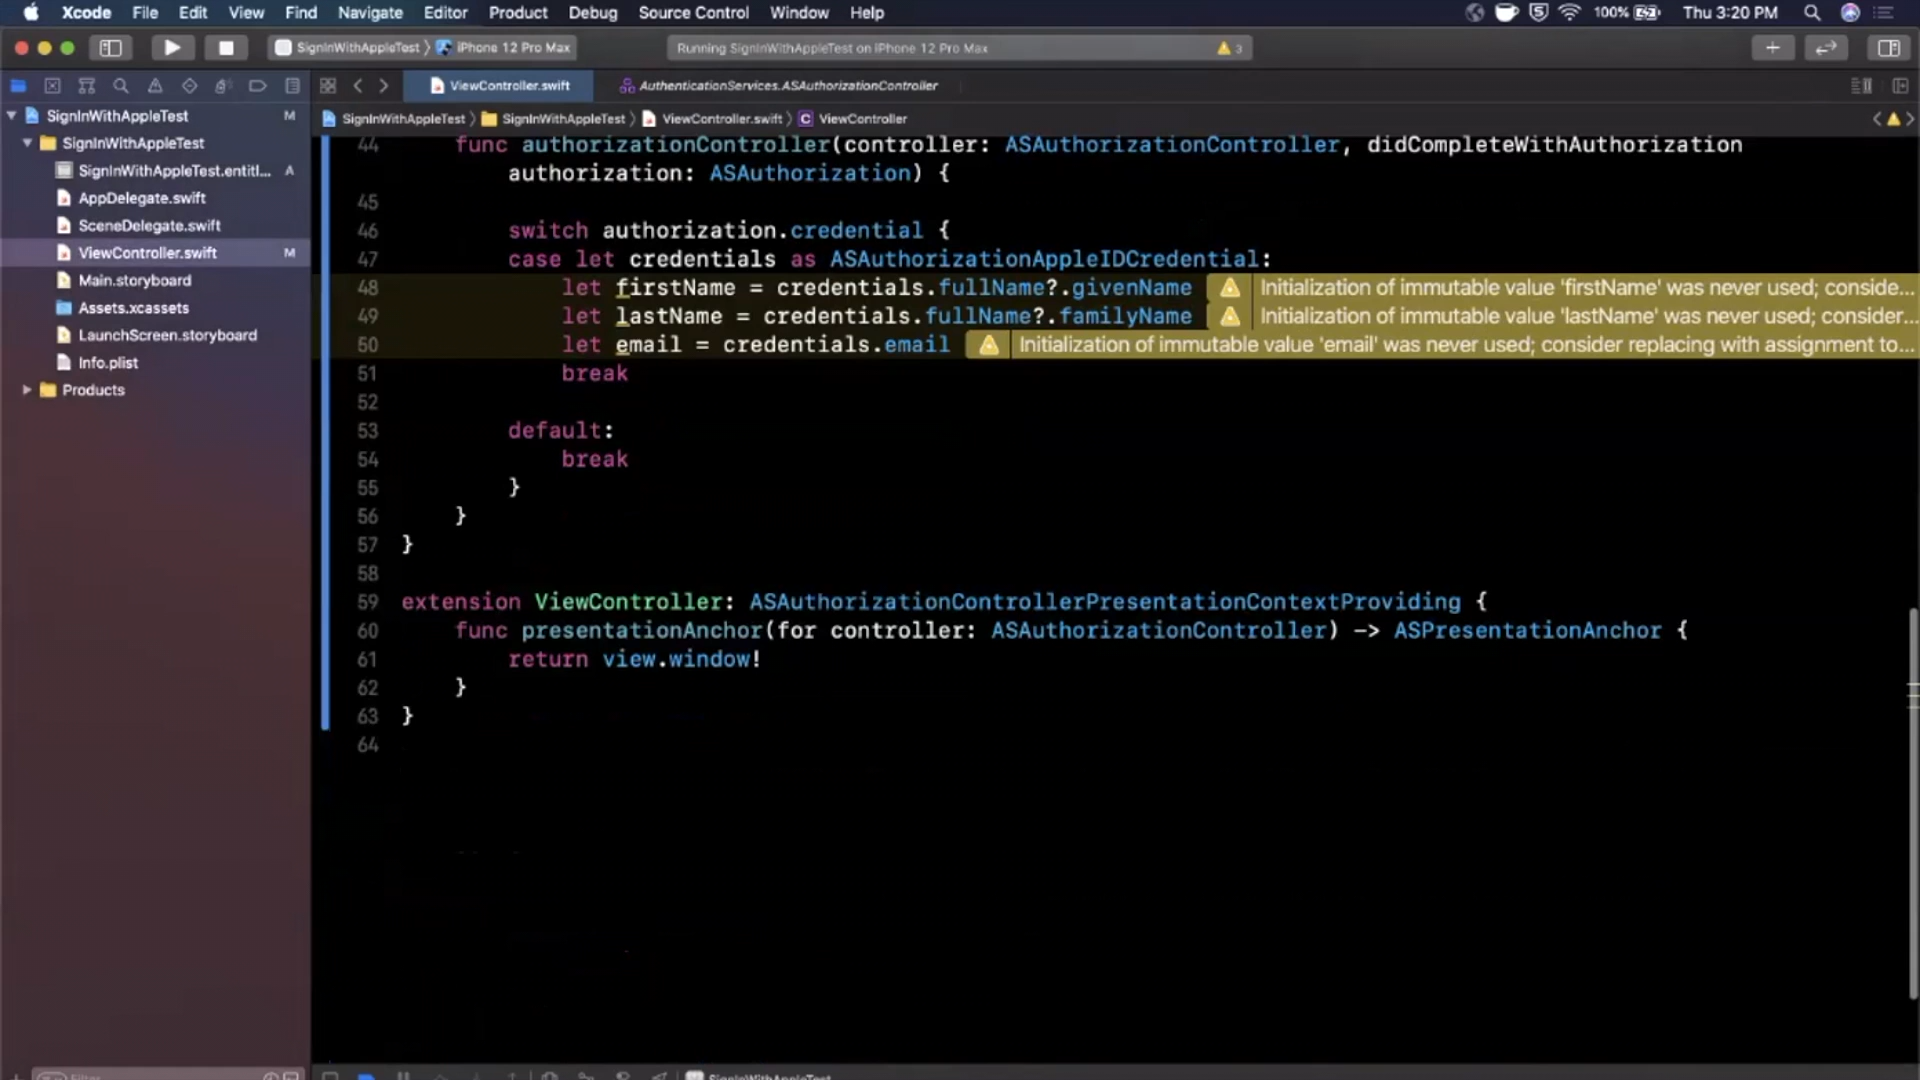 Xcode File Edit View Find Navigate Editor Product Debug Source Control Window Help 100% Thu 3:20 PM
SignInWithAppleTest 〉 iPhone 12 Pro Max Running SignInWithAppleTest on iPhone 12 Pro Max 3
ViewController.swift AuthenticationServices.ASAuthorizationController
SignInWithAppleTest 〉 SignInWithAppleTest 〉 ViewController.swift 〉 C ViewController
SignInWithAppleTest M
SignInWithAppleTest
SignInWithAppleTest.entitl... A
AppDelegate.swift
SceneDelegate.swift
ViewController.swift M
Main.storyboard
Assets.xcassets
LaunchScreen.storyboard
Info.plist
Products
44 func authorizationController(controller: ASAuthorizationController, didCompleteWithAuthorization
authorization: ASAuthorization) {
45
46 switch authorization.credential {
47 case let credentials as ASAuthorizationAppleIDCredential:
48 let firstName = credentials.fullName?.givenName Initialization of immutable value 'firstName' was never used; conside...
49 let lastName = credentials.fullName?.familyName Initialization of immutable value 'lastName' was never used; consider...
50 let email = credentials.email Initialization of immutable value 'email' was never used; consider replacing with assignment to...
51 break
52
53 default:
54 break
55 }
56 }
57 }
58
59 extension ViewController: ASAuthorizationControllerPresentationContextProviding {
60 func presentationAnchor(for controller: ASAuthorizationController) -> ASPresentationAnchor {
61 return view.window!
62 }
63 }
64
Filter SignInWithAppleTest